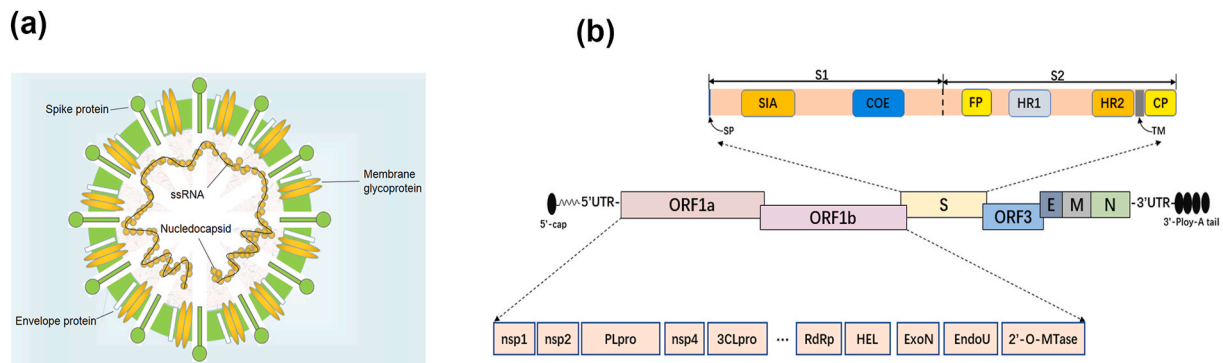 (a)
Spike protein
Membrane
glycoprotein
ssRNA
Nucledocapsid
Envelope protein
(b)
S1 S2
SIA COE FP HR1 HR2 CP
SP TM
5'-cap 5'UTR ORF1a ORF1b S ORF3 E M N 3'UTR 3'-Ploy-A tail
nsp1 nsp2 PLpro nsp4 3CLpro ... RdRp HEL ExoN EndoU 2'-O-MTase